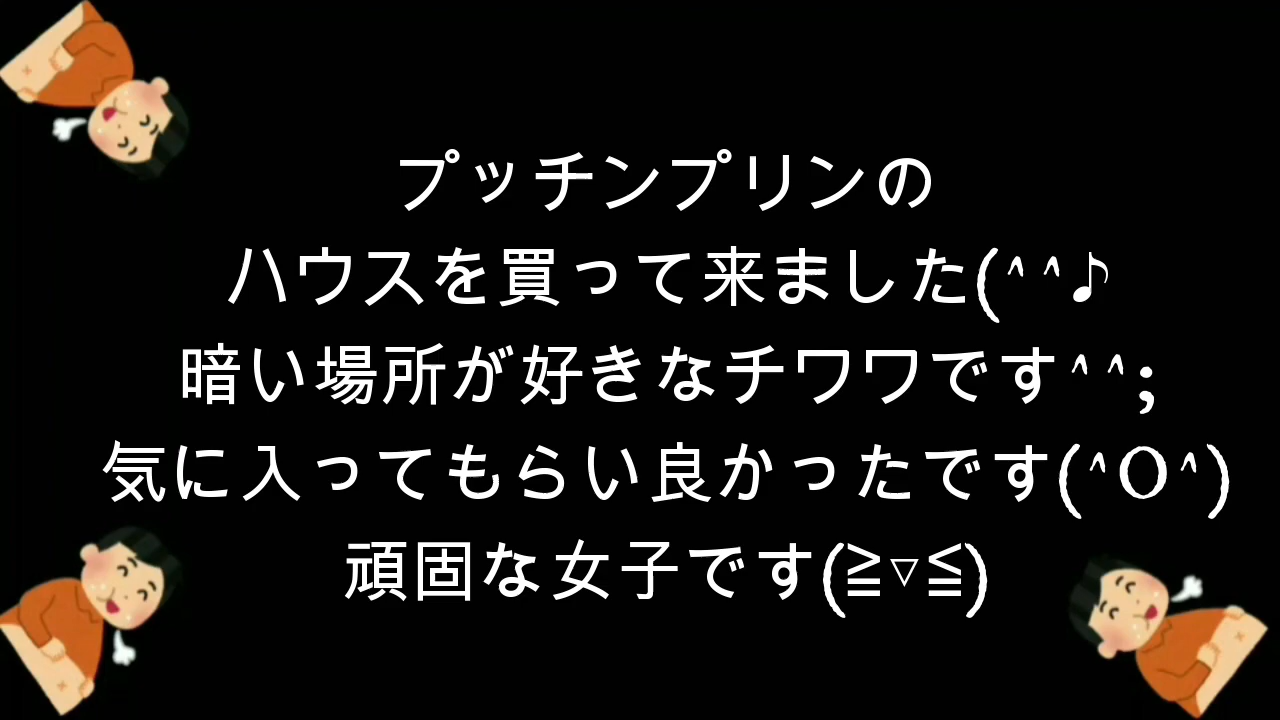 プッチンプリンの
ハウスを買って来ました(^^♪
暗い場所が好きなチワワです^^;
気に入ってもらい良かったです(^O^)
頑固な女子です(≧▽≦)